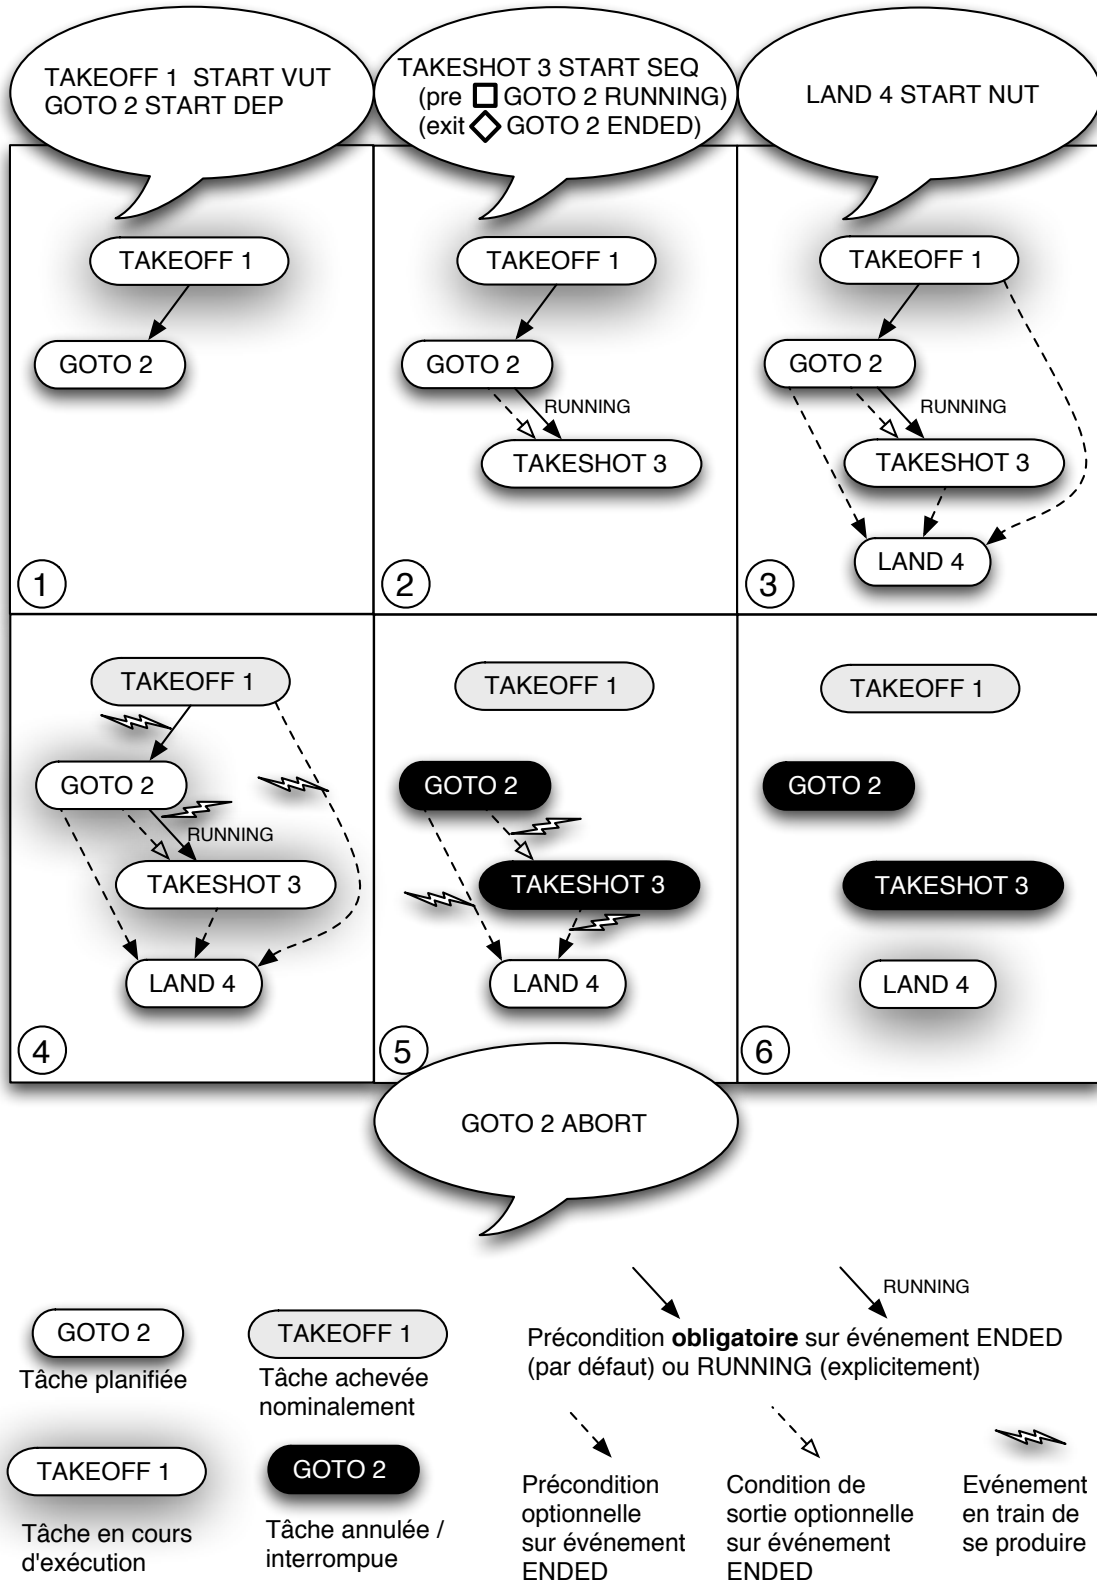 TAKEOFF 1 START VUT
GOTO 2 START DEP
TAKESHOT 3 START SEQ
(pre GOTO 2 RUNNING)
(exit GOTO 2 ENDED)
LAND 4 START NUT
TAKEOFF 1
GOTO 2
1
TAKEOFF 1
GOTO 2
RUNNING
TAKESHOT 3
2
TAKEOFF 1
GOTO 2
RUNNING
TAKESHOT 3
LAND 4
3
TAKEOFF 1
GOTO 2
RUNNING
TAKESHOT 3
LAND 4
4
TAKEOFF 1
GOTO 2
TAKESHOT 3
LAND 4
5
TAKEOFF 1
GOTO 2
TAKESHOT 3
LAND 4
6
GOTO 2 ABORT
GOTO 2
Tâche planifiée
TAKEOFF 1
Tâche achevée
nominalement
RUNNING
Précondition obligatoire sur événement ENDED
(par défaut) ou RUNNING (explicitement)
TAKEOFF 1
Tâche en cours
d'exécution
GOTO 2
Tâche annulée /
interrompue
Précondition
optionnelle
sur événement
ENDED
Condition de
sortie optionnelle
sur événement
ENDED
Evénement
en train de
se produire